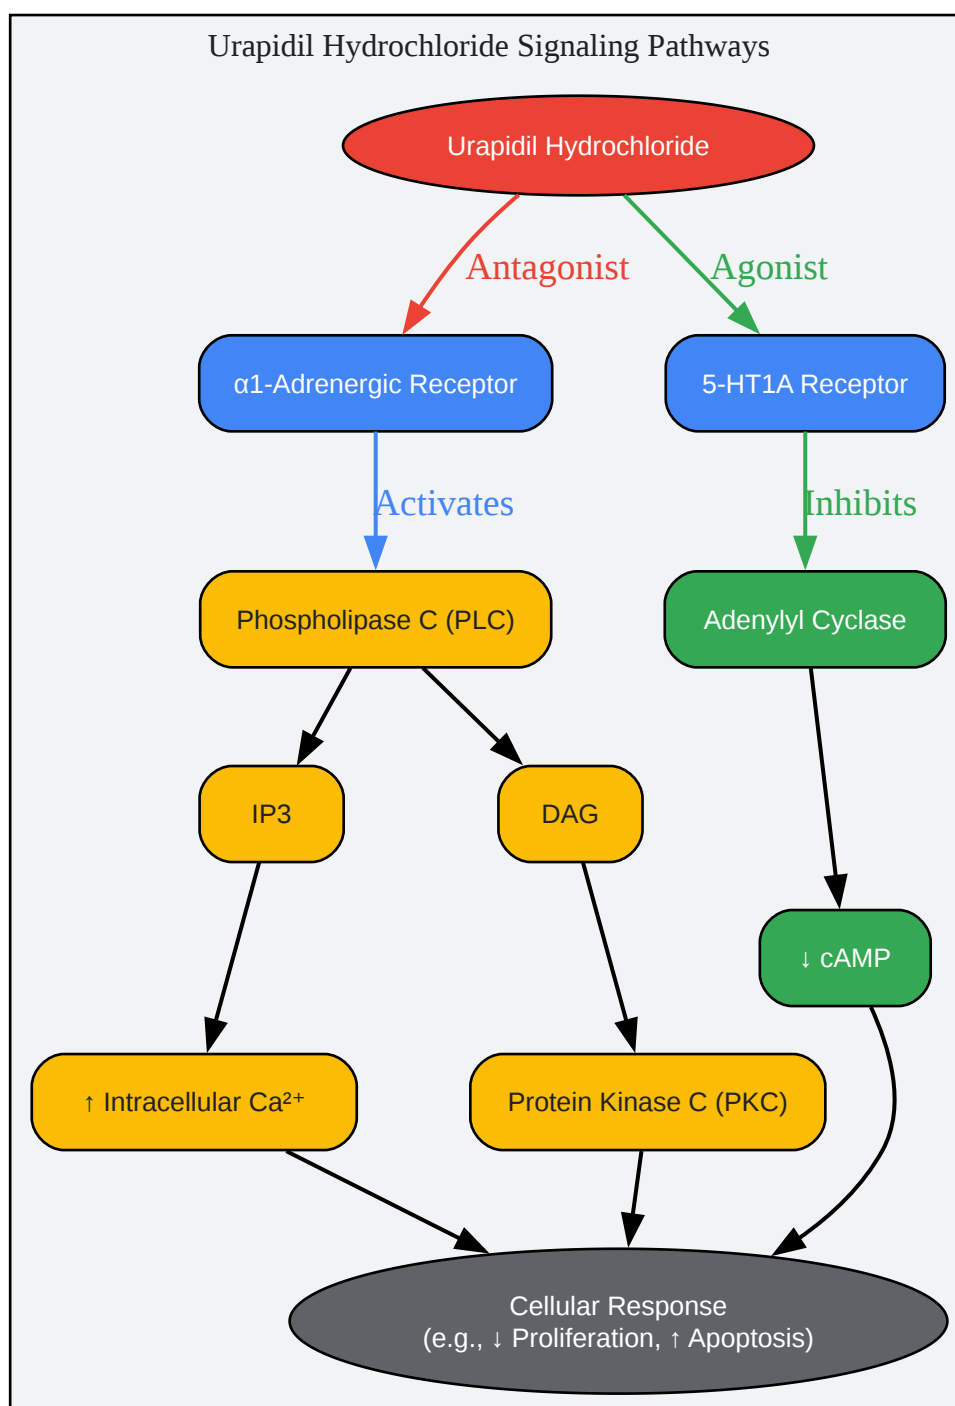 Urapidil Hydrochloride Signaling Pathways
Urapidil Hydrochloride
Antagonist
Agonist
α1-Adrenergic Receptor
5-HT1A Receptor
Activates
Inhibits
Phospholipase C (PLC)
Adenylyl Cyclase
IP3
DAG
↓ cAMP
↑ Intracellular Ca²⁺
Protein Kinase C (PKC)
Cellular Response
(e.g., ↓ Proliferation, ↑ Apoptosis)